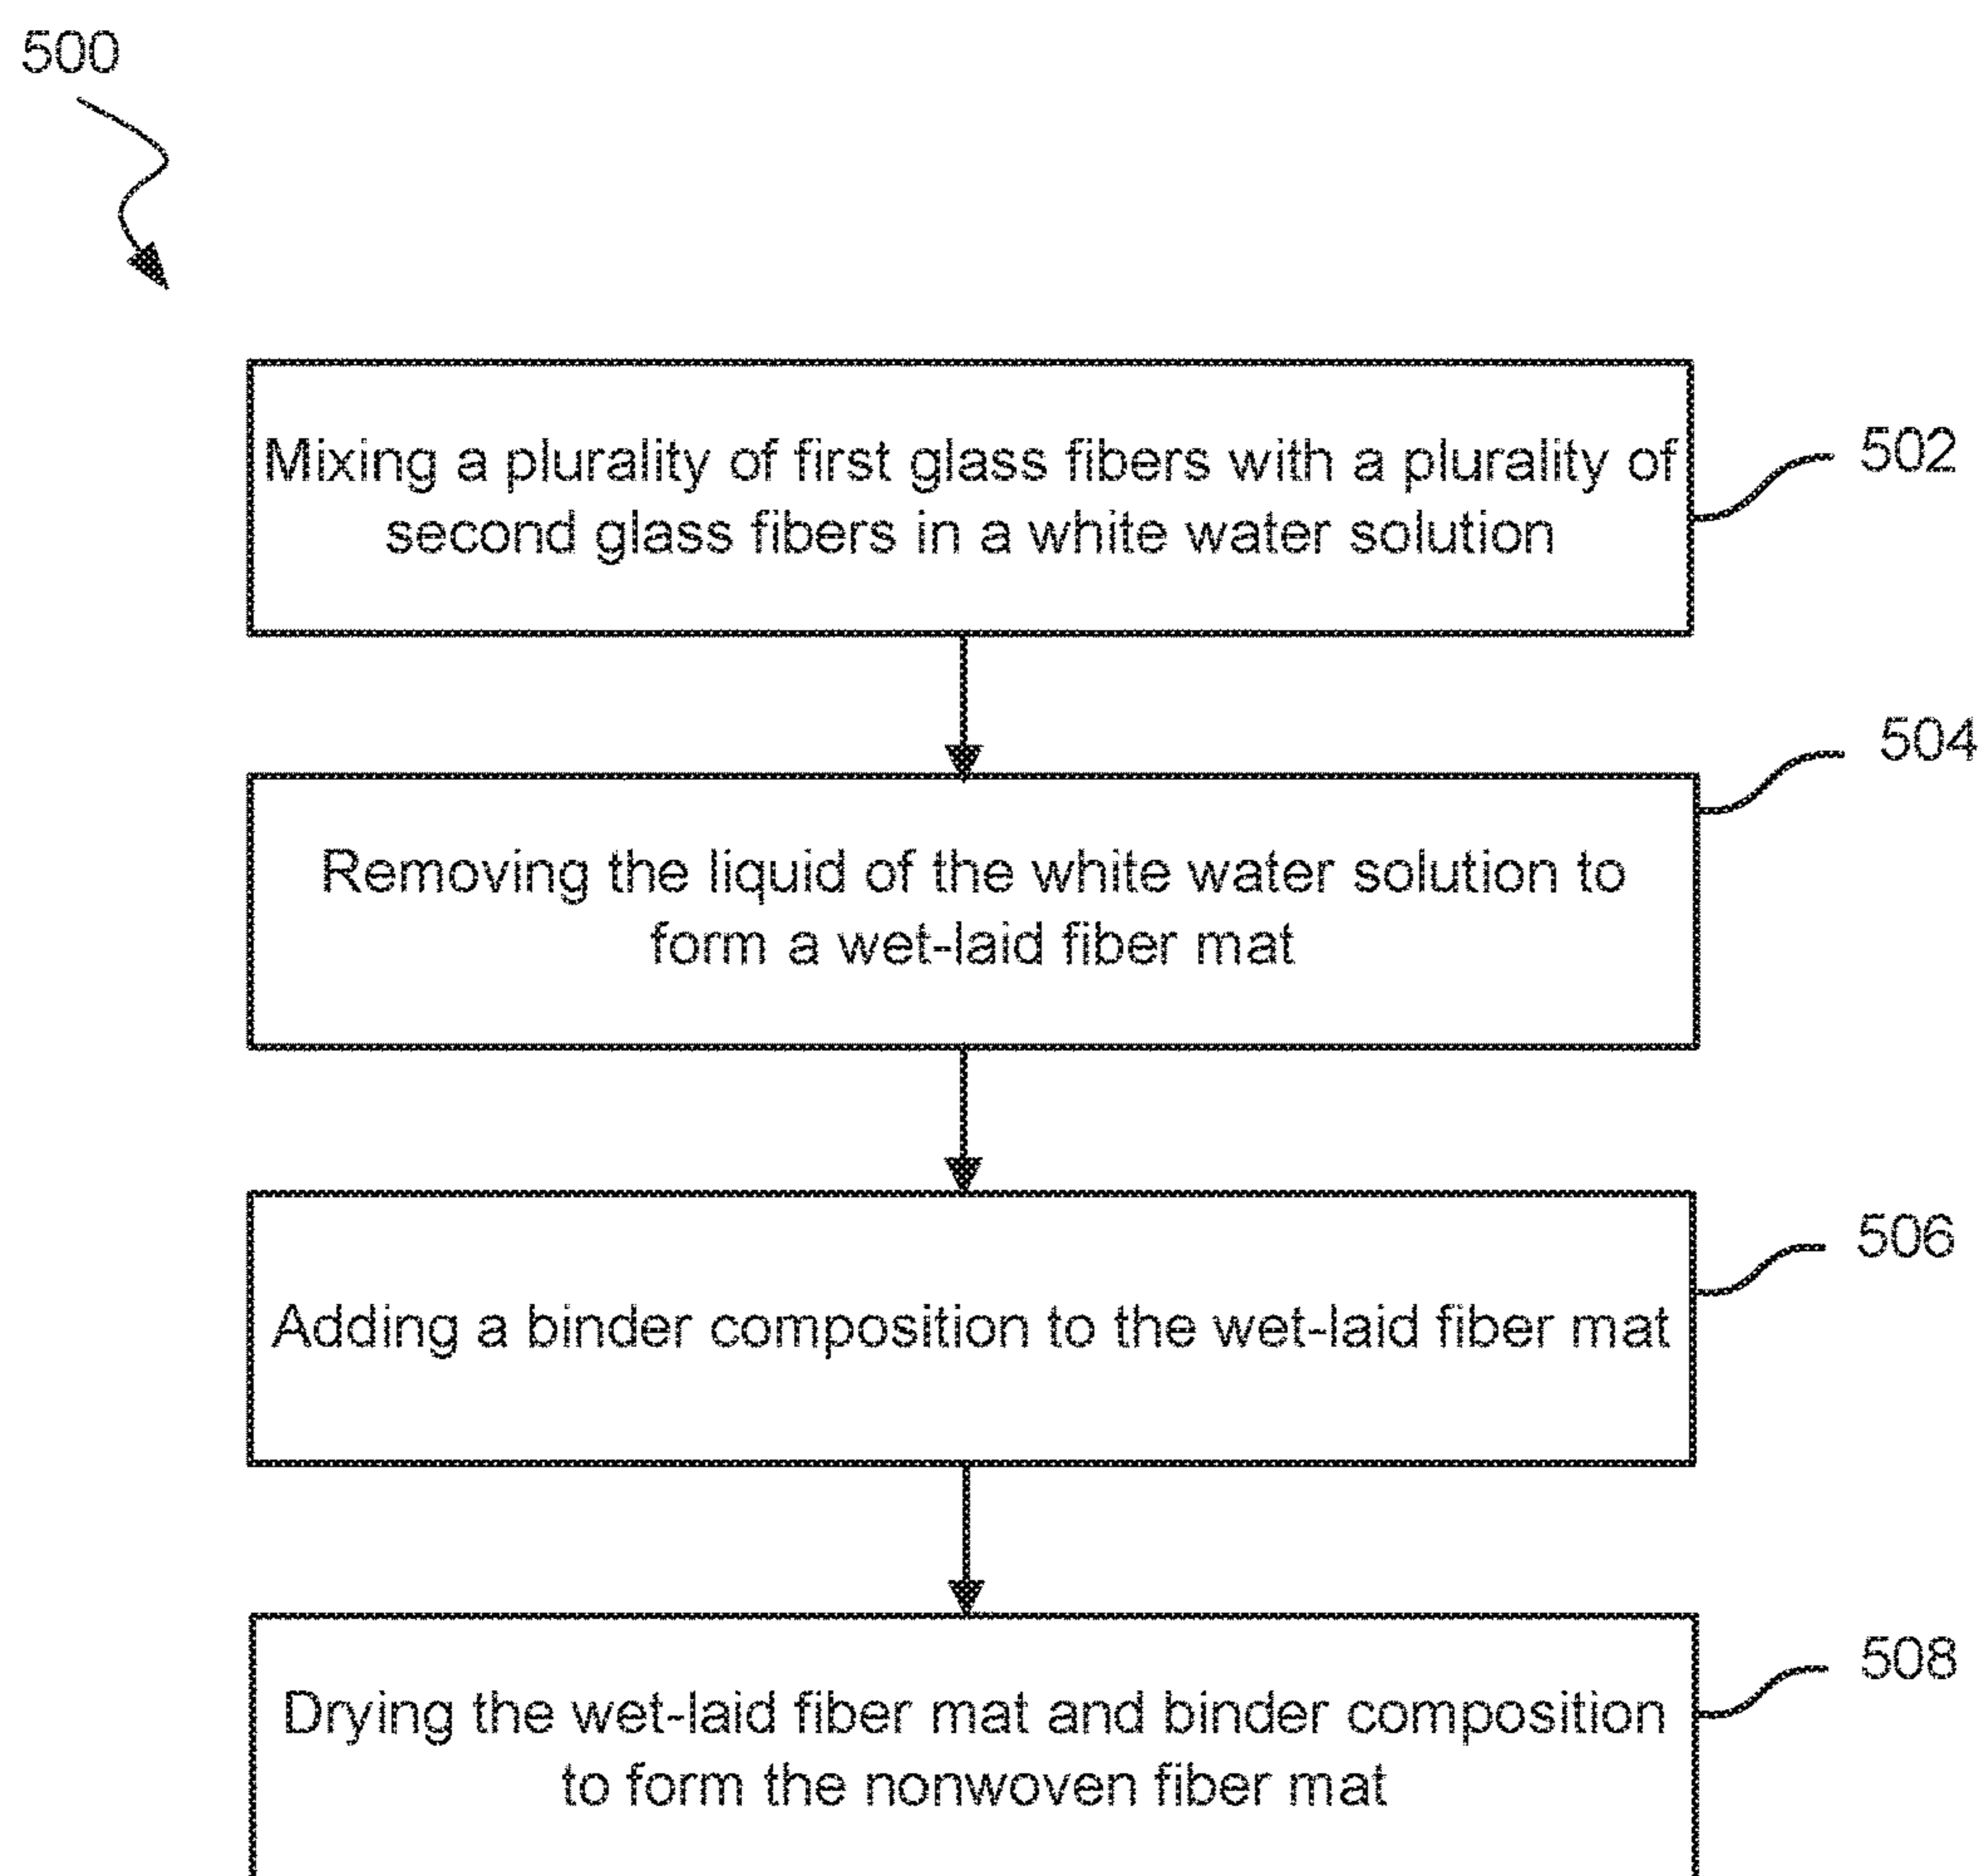 500
Mixing a plurality of first glass fibers with a plurality of
second glass fibers in a white water solution
502
504
Removing the liquid of the white water solution to
form a wet-laid fiber mat
506
Adding a binder composition to the wet-laid fiber mat
508
Drying the wet-laid fiber mat and binder composition
to form the nonwoven fiber mat